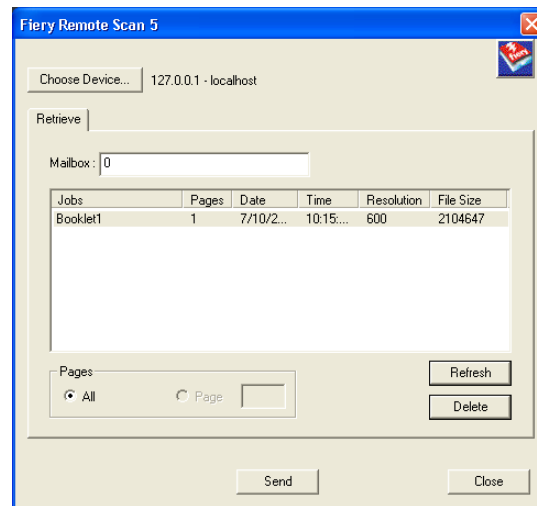 Fiery Remote Scan 5
Fiery
Choose Device... 127.0.0.1 - localhost
Retrieve
Mailbox : 0
Jobs Pages Date Time Resolution File Size
Booklet1 1 7/10/2... 10:15:... 600 2104647
Pages
All Page
Refresh
Delete
Send Close